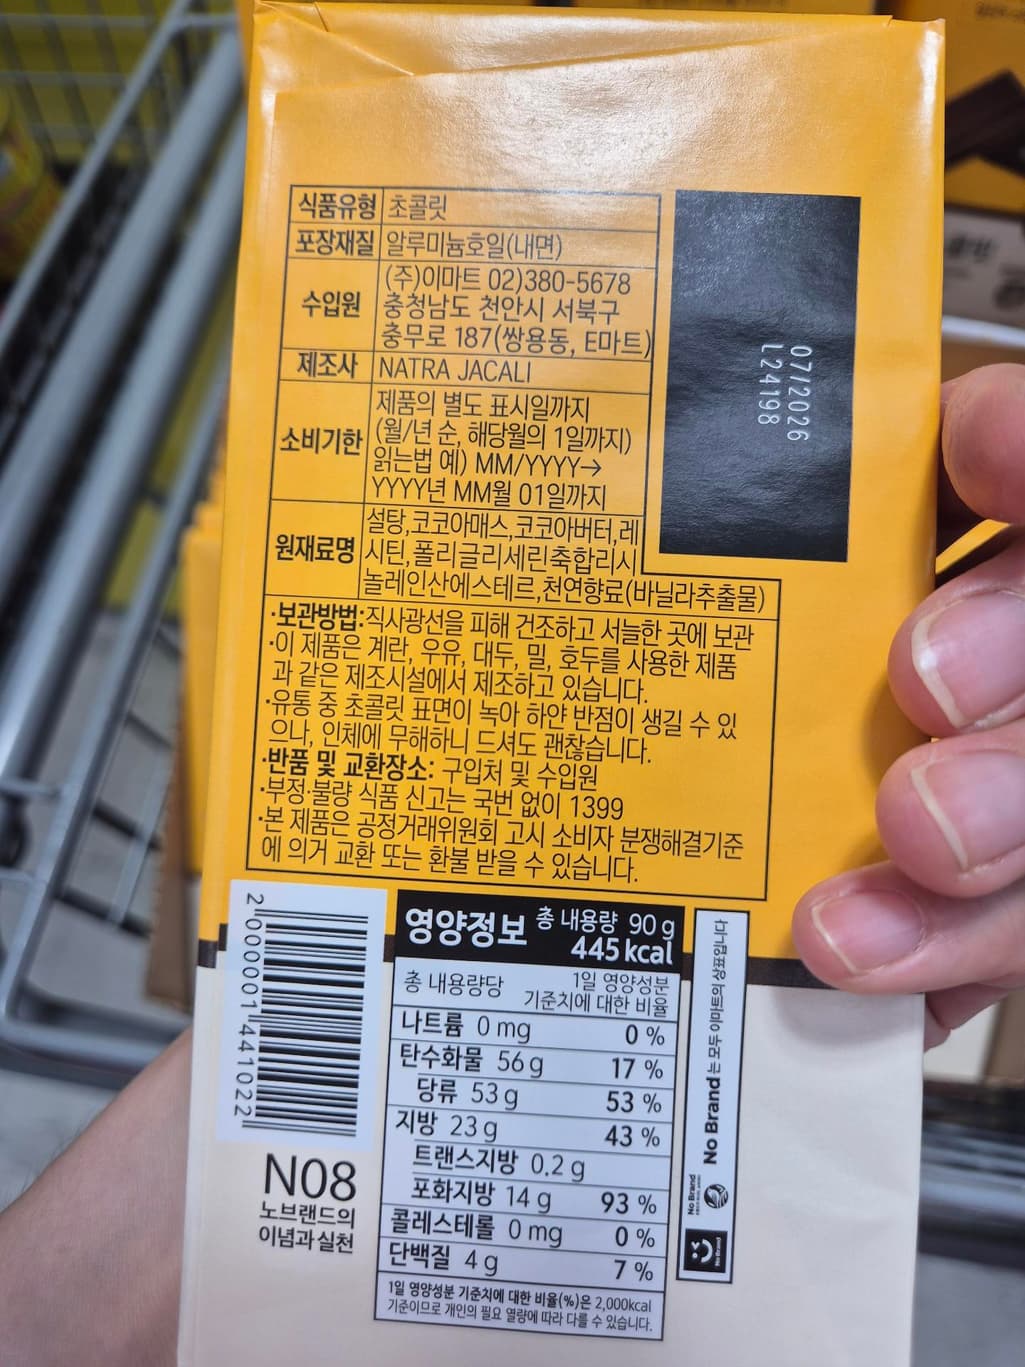 식품유형 초콜릿
포장재질 알루미늄호일(내면)
수입원 (주)이마트 02)380-5678
충청남도 천안시 서북구
충무로 187(쌍용동, E마트)
제조사 NATRA JACALI
소비기한 제품의 별도 표시일까지
(월/년 순, 해당월의 1일까지)
읽는법 예) MM/YYYY→
YYYY년 MM월 01일까지
원재료명 설탕,코코아매스,코코아버터,레
시틴,폴리글리세린축합리시
놀레인산에스테르,천연향료(바닐라추출물)
07/2026
L24198
·보관방법:직사광선을 피해 건조하고 서늘한 곳에 보관
·이 제품은 계란, 우유, 대두, 밀, 호두를 사용한 제품
과 같은 제조시설에서 제조하고 있습니다.
·유통 중 초콜릿 표면이 녹아 하얀 반점이 생길 수 있
으나, 인체에 무해하니 드셔도 괜찮습니다.
·반품 및 교환장소: 구입처 및 수입원
·부정·불량 식품 신고는 국번 없이 1399
·본 제품은 공정거래위원회 고시 소비자 분쟁해결기준
에 의거 교환 또는 환불 받을 수 있습니다.
2 000001 441022
N08
노브랜드의
이념과 실천
영양정보 총 내용량 90 g
445 kcal
총 내용량당 1일 영양성분
기준치에 대한 비율
나트륨 0 mg 0 %
탄수화물 56 g 17 %
당류 53 g 53 %
지방 23 g 43 %
트랜스지방 0.2 g
포화지방 14 g 93 %
콜레스테롤 0 mg 0 %
단백질 4 g 7 %
1일 영양성분 기준치에 대한 비율(%)은 2,000kcal
기준이므로 개인의 필요 열량에 따라 다를 수 있습니다.
No Brand 는 모두 이마트의 상표입니다
No Brand
No Brand